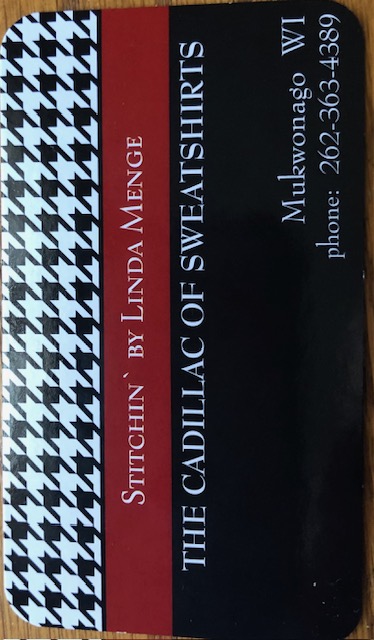 Stitchin` by Linda Menge
THE CADILLAC OF SWEATSHIRTS
Mukwonago WI
phone: 262-363-4389